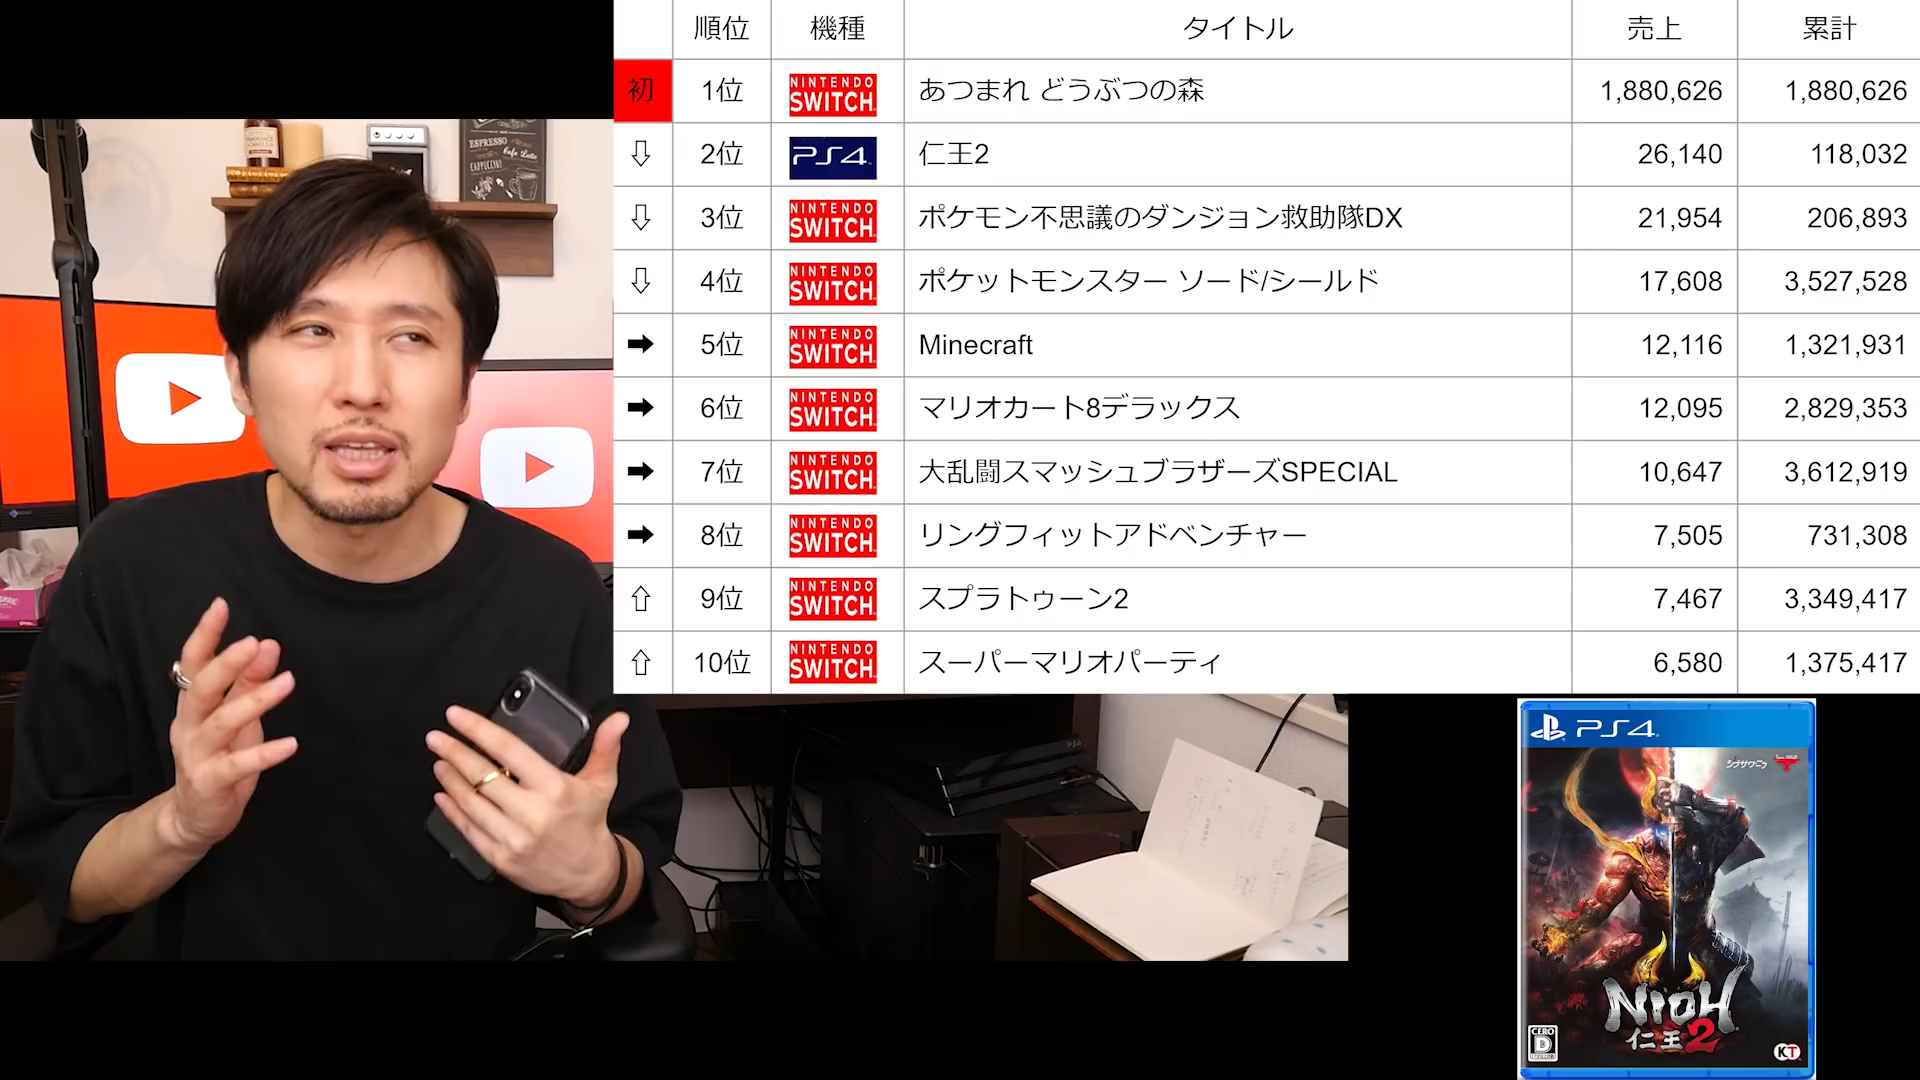 順位 機種 タイトル 売上 累計
初 1位 NINTENDO SWITCH あつまれ どうぶつの森 1,880,626 1,880,626
2位 PS4 仁王2 26,140 118,032
3位 NINTENDO SWITCH ポケモン不思議のダンジョン救助隊DX 21,954 206,893
4位 NINTENDO SWITCH ポケットモンスター ソード/シールド 17,608 3,527,528
5位 NINTENDO SWITCH Minecraft 12,116 1,321,931
6位 NINTENDO SWITCH マリオカート8デラックス 12,095 2,829,353
7位 NINTENDO SWITCH 大乱闘スマッシュブラザーズSPECIAL 10,647 3,612,919
8位 NINTENDO SWITCH リングフィットアドベンチャー 7,505 731,308
9位 NINTENDO SWITCH スプラトゥーン2 7,467 3,349,417
10位 NINTENDO SWITCH スーパーマリオパーティ 6,580 1,375,417
ESPRESSO
Cafe Latte
CAPPUCCINO
PS4
PS4
シブサワ・コウ
NIOH
仁王2
CERO
D
KT